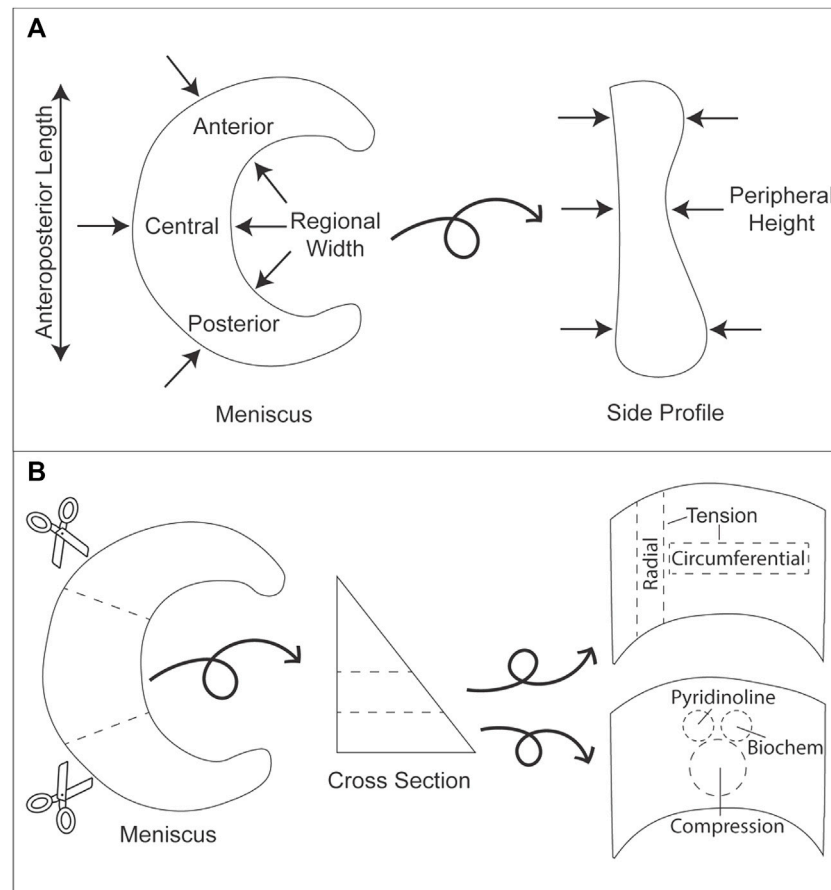 A
Anteroposterior Length
Anterior
Central
Regional
Width
Posterior
Meniscus
Peripheral
Height
Side Profile
B
Meniscus
Cross Section
Tension
Radial
Circumferential
Pyridinoline
Biochem
Compression